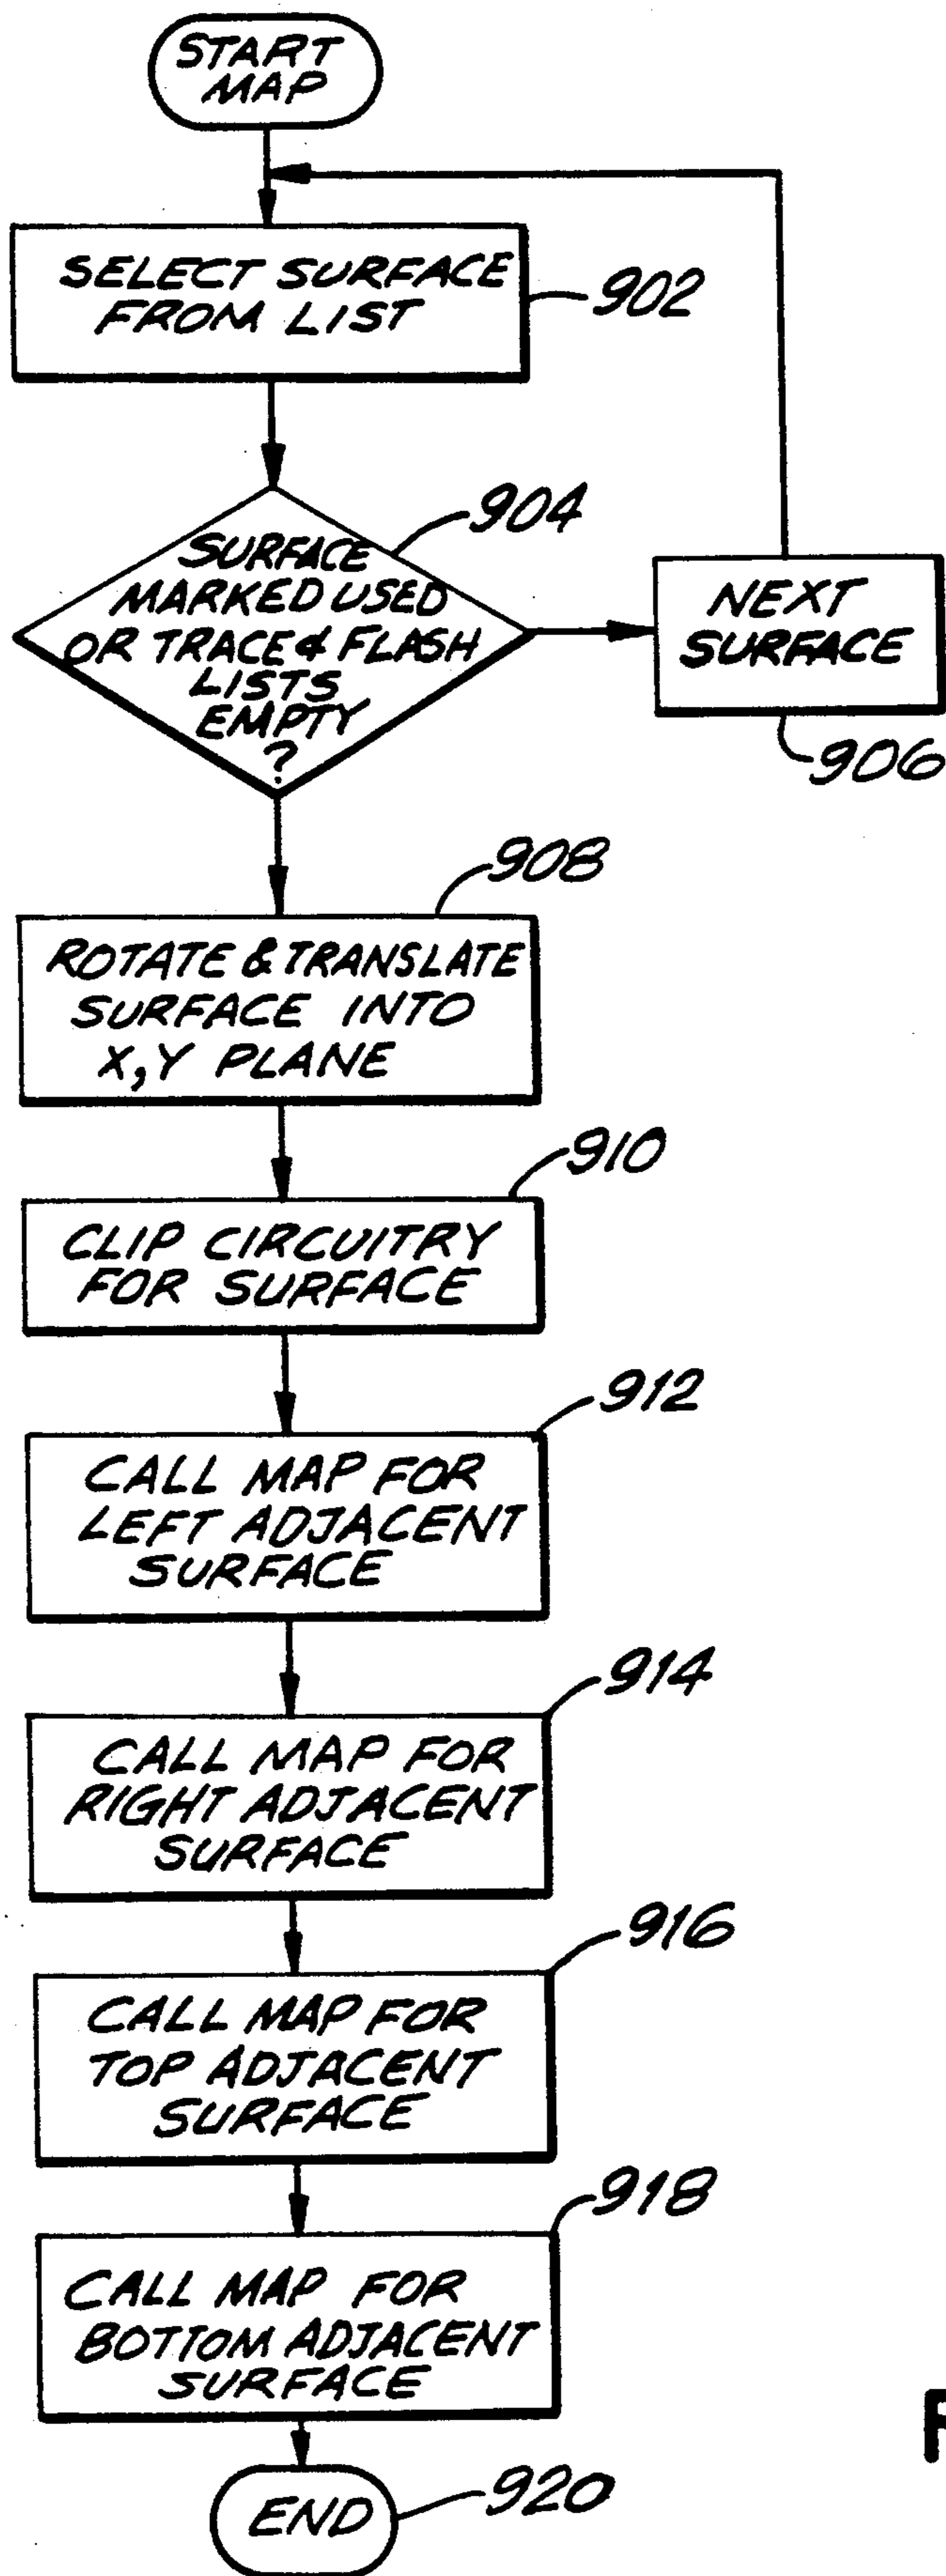 START
MAP
SELECT SURFACE
FROM LIST
902
904
SURFACE
MARKED USED
OR TRACE & FLASH
LISTS
EMPTY
?
NEXT
SURFACE
906
908
ROTATE & TRANSLATE
SURFACE INTO
X,Y PLANE
910
CLIP CIRCUITRY
FOR SURFACE
912
CALL MAP FOR
LEFT ADJACENT
SURFACE
914
CALL MAP FOR
RIGHT ADJACENT
SURFACE
916
CALL MAP FOR
TOP ADJACENT
SURFACE
918
CALL MAP FOR
BOTTOM ADJACENT
SURFACE
END
920